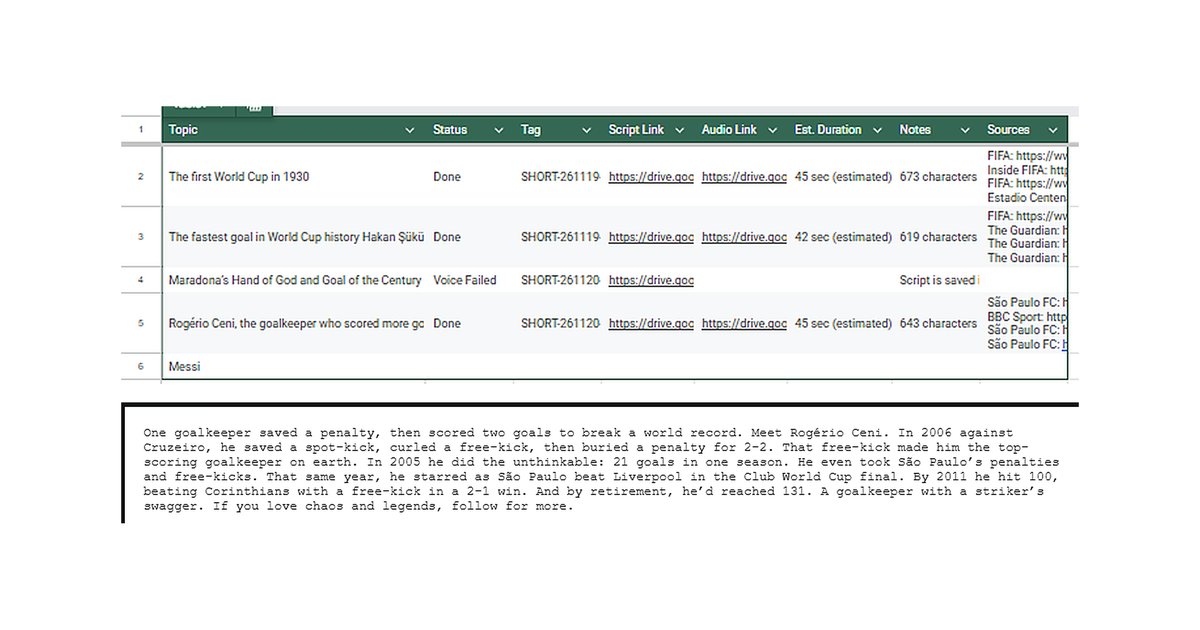 1 Topic Status Tag Script Link Audio Link Est. Duration Notes Sources
2 The first World Cup in 1930 Done SHORT-261119- https://drive.goo https://drive.goo 45 sec (estimated) 673 characters
FIFA: https://ww
Inside FIFA: http
FIFA: https://ww
Estadio Centen
3 The fastest goal in World Cup history Hakan Şükü Done SHORT-261119- https://drive.goo https://drive.goo 42 sec (estimated) 619 characters
FIFA: https://ww
The Guardian: h
The Guardian: h
The Guardian: h
4 Maradona's Hand of God and Goal of the Century Voice Failed SHORT-261120- https://drive.goo Script is saved i
5 Rogério Ceni, the goalkeeper who scored more go Done SHORT-261120- https://drive.goo https://drive.goo 45 sec (estimated) 643 characters
São Paulo FC: h
BBC Sport: http
São Paulo FC: h
São Paulo FC: h
6 Messi
One goalkeeper saved a penalty, then scored two goals to break a world record. Meet Rogério Ceni. In 2006 against
Cruzeiro, he saved a spot-kick, curled a free-kick, then buried a penalty for 2-2. That free-kick made him the top-
scoring goalkeeper on earth. In 2005 he did the unthinkable: 21 goals in one season. He even took São Paulo's penalties
and free-kicks. That same year, he starred as São Paulo beat Liverpool in the Club World Cup final. By 2011 he hit 100,
beating Corinthians with a free-kick in a 2-1 win. And by retirement, he'd reached 131. A goalkeeper with a striker's
swagger. If you love chaos and legends, follow for more.